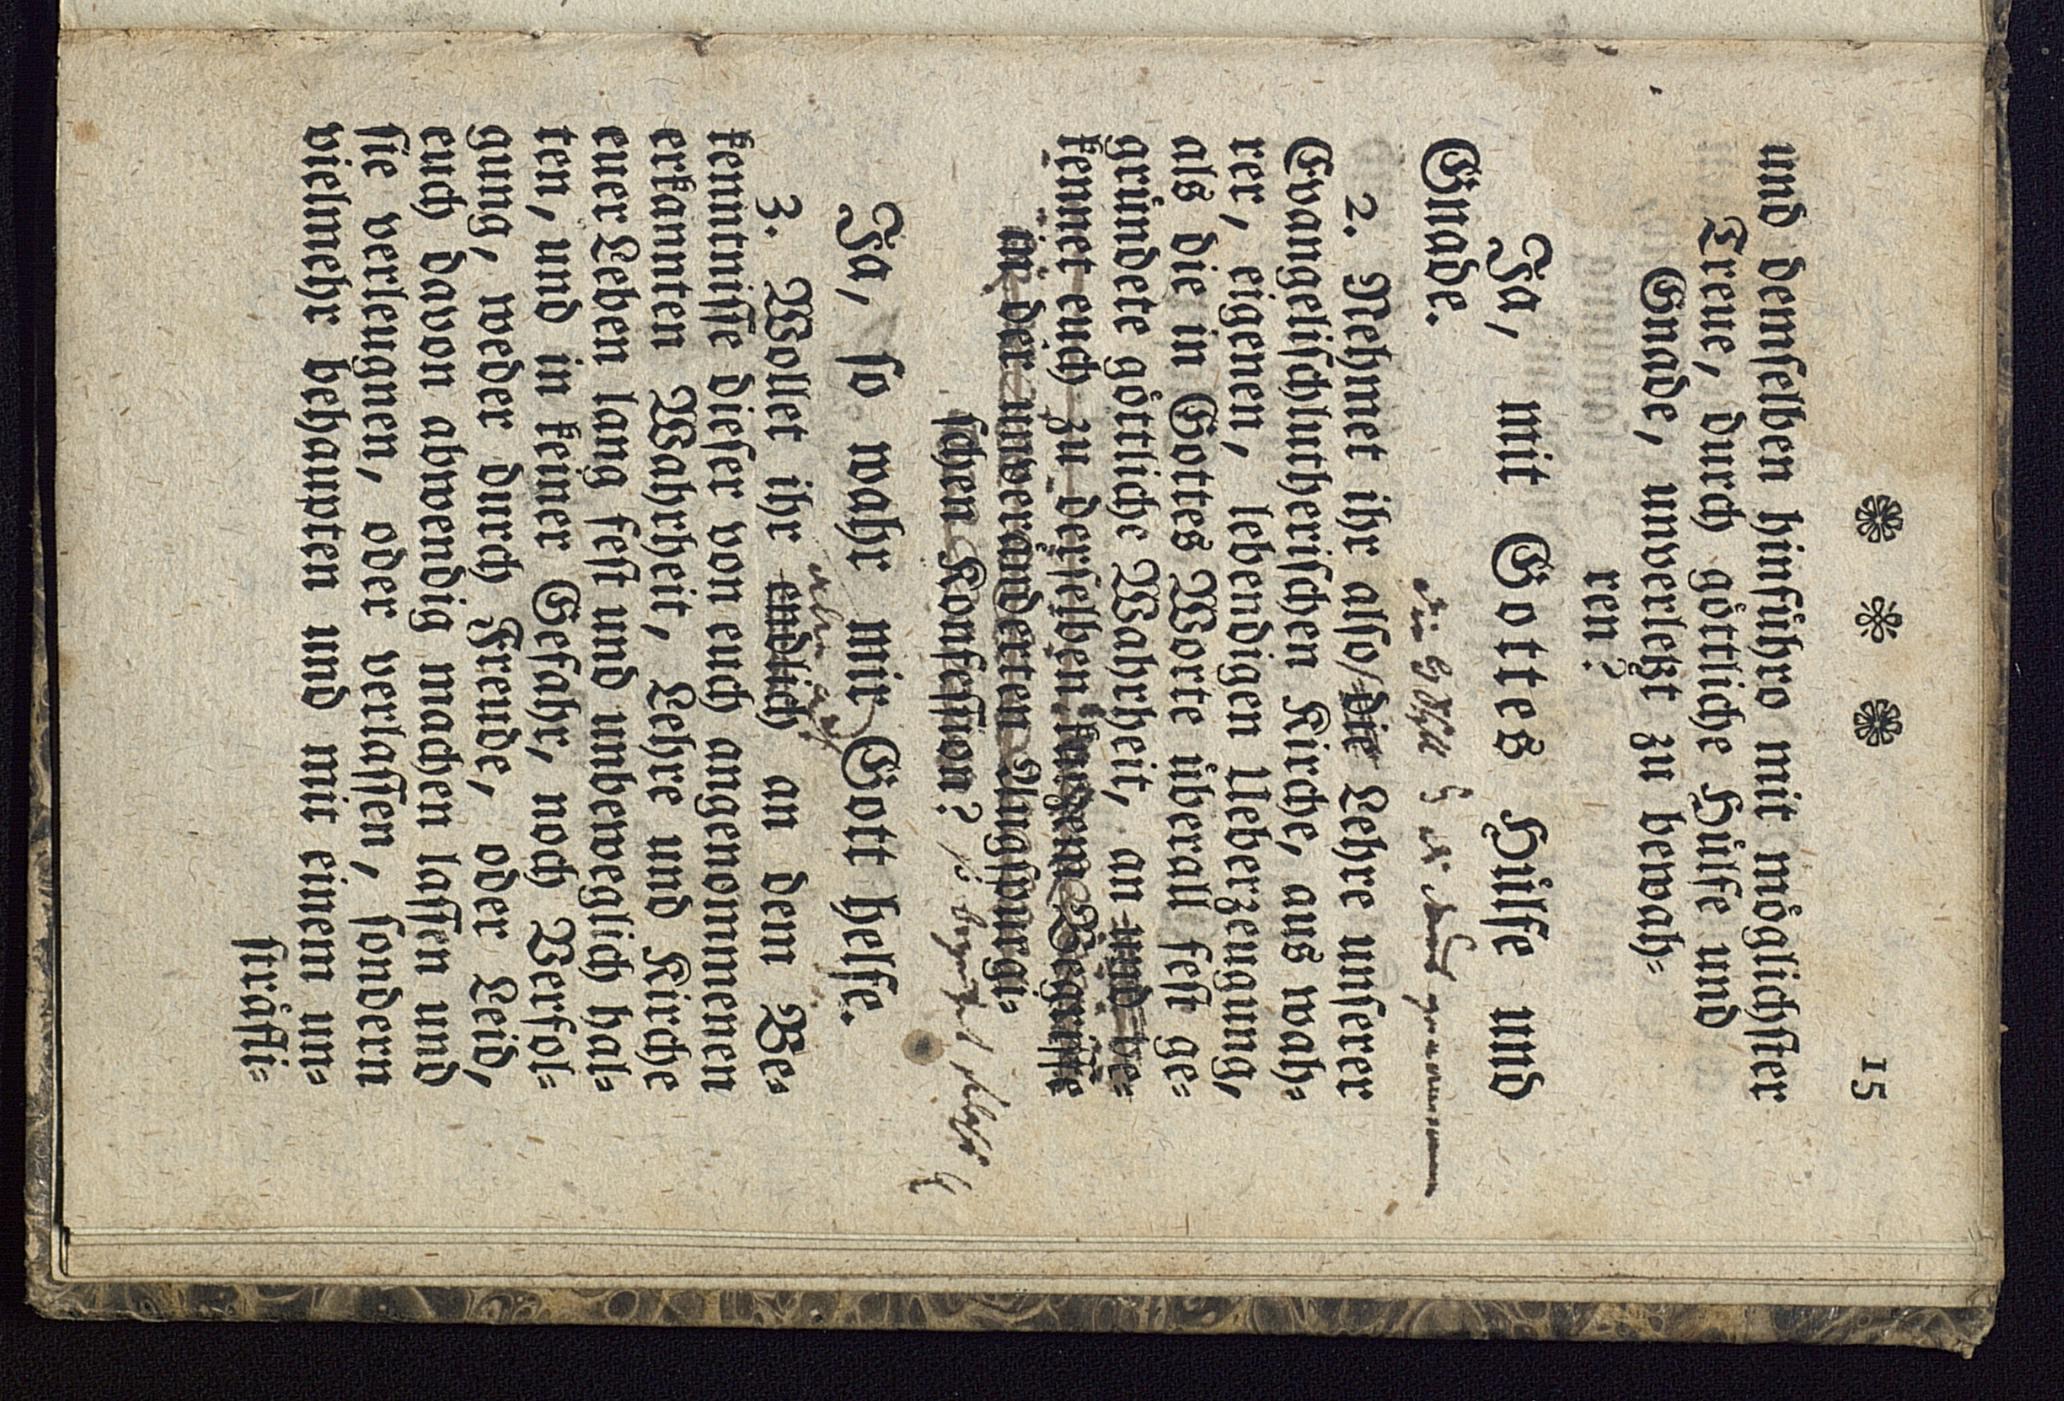 15
und demselben hinführo mit möglichster
Treue, durch göttliche Hülfe und
Gnade, unverletzt zu bewah-
ren?
Ja, mit Gottes Hülfe und
Gnade.
2. Nehmet ihr also die Lehre unserer
Evangelischlutherischen Kirche, aus wah-
rer, eigenen, lebendigen Ueberzeugung,
als die in Gottes Worte überall fest ge-
gründete göttliche Wahrheit, an und be-
kennet euch zu derselben,
in der unveränderten Augspurgi-
schen Konfession?
Ja, so wahr mir Gott helfe.
3. Wollet ihr endlich an dem Be-
kenntnisse dieser von euch angenommenen
erkannten Wahrheit, Lehre und Kirche
euer Leben lang fest und unbeweglich hal-
ten, und in keiner Gefahr, noch Verfol-
gung, weder durch Freude, oder Leid,
euch davon abwendig machen lassen und
sie verleugnen, oder verlassen, sondern
vielmehr behaupten und mit einem un-
sträfli-